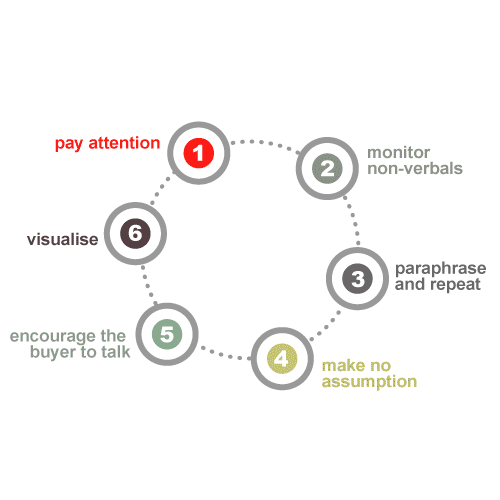 1
pay attention
2
monitor
non-verbals
3
paraphrase
and repeat
4
make no
assumption
5
encourage the
buyer to talk
6
visualise